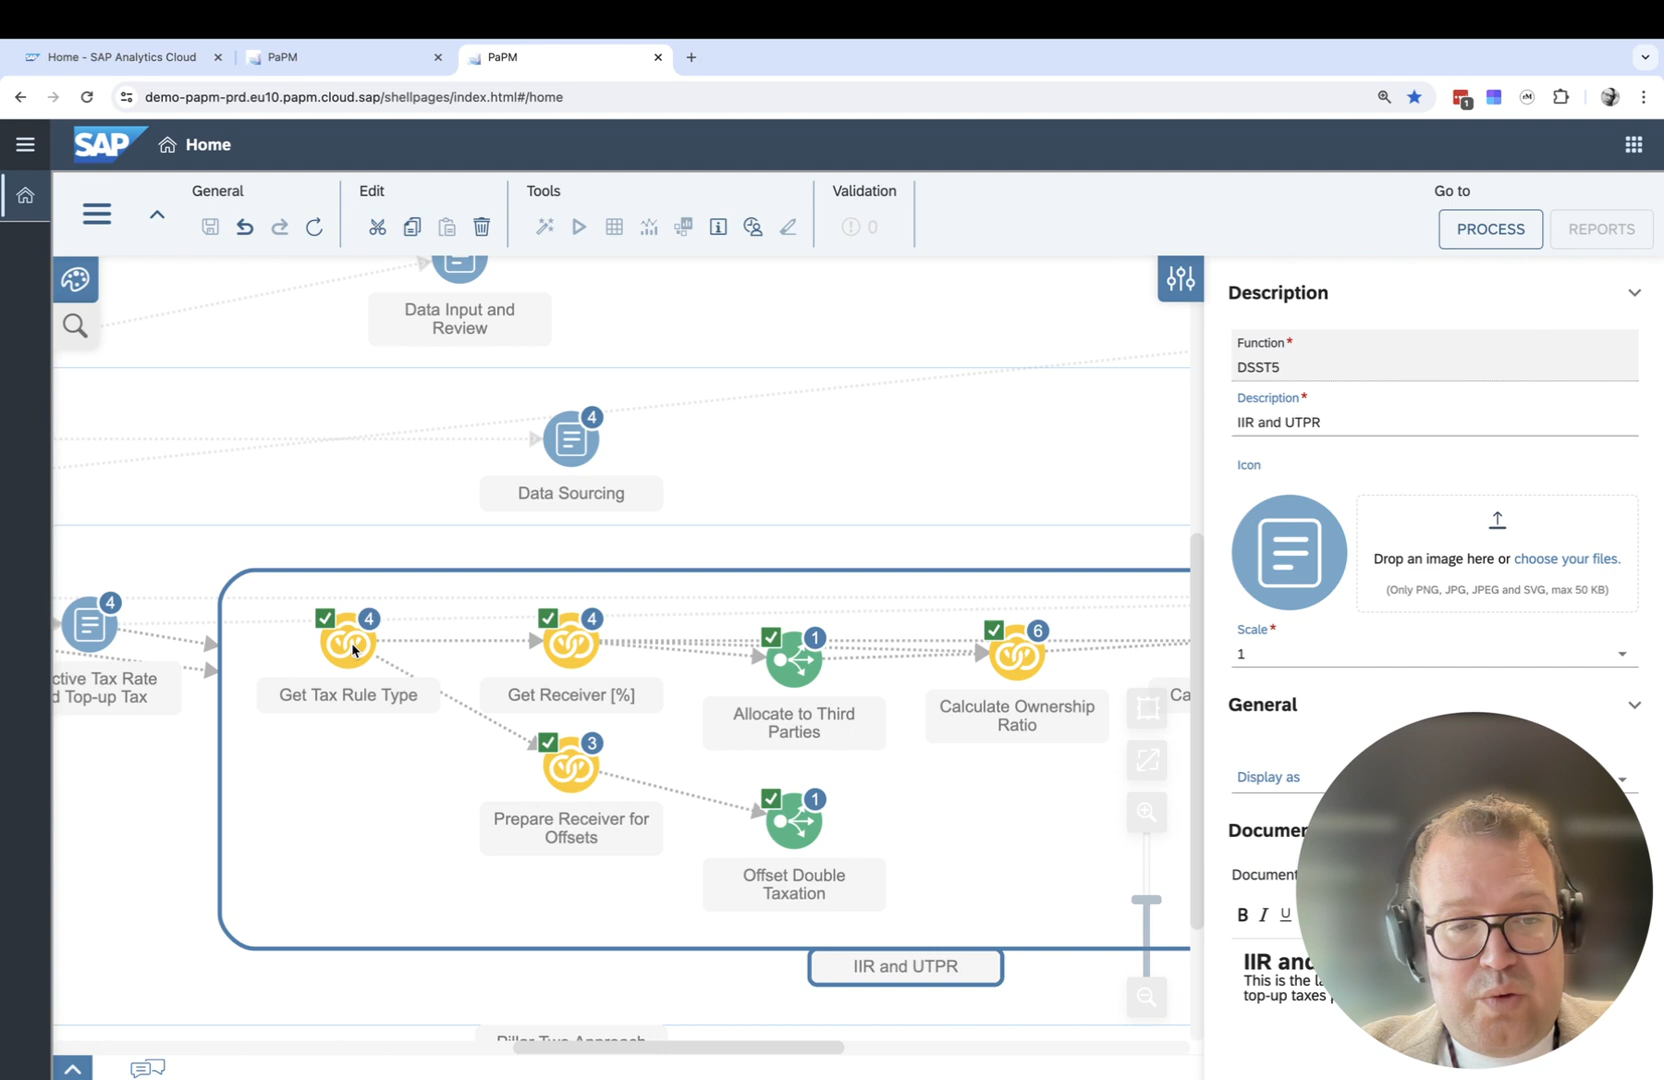 Home - SAP Analytics Cloud
PaPM
PaPM
demo-papm-prd.eu10.papm.cloud.sap/shellpages/index.html#/home
1
SAP
Home
General
Edit
Tools
Validation
Go to
0
PROCESS
REPORTS
Data Input and
Review
4
Data Sourcing
4
ctive Tax Rate
d Top-up Tax
4
Get Tax Rule Type
4
Get Receiver [%]
1
Allocate to Third
Parties
6
Calculate Ownership
Ratio
Ca
3
Prepare Receiver for
Offsets
1
Offset Double
Taxation
IIR and UTPR
Pillar Two Approach
Description
Function*
DSST5
Description*
IIR and UTPR
Icon
Drop an image here or choose your files.
(Only PNG, JPG, JPEG and SVG, max 50 KB)
Scale*
1
General
Display as
Documen
Document
B I U
IIR and
This is the la
top-up taxes